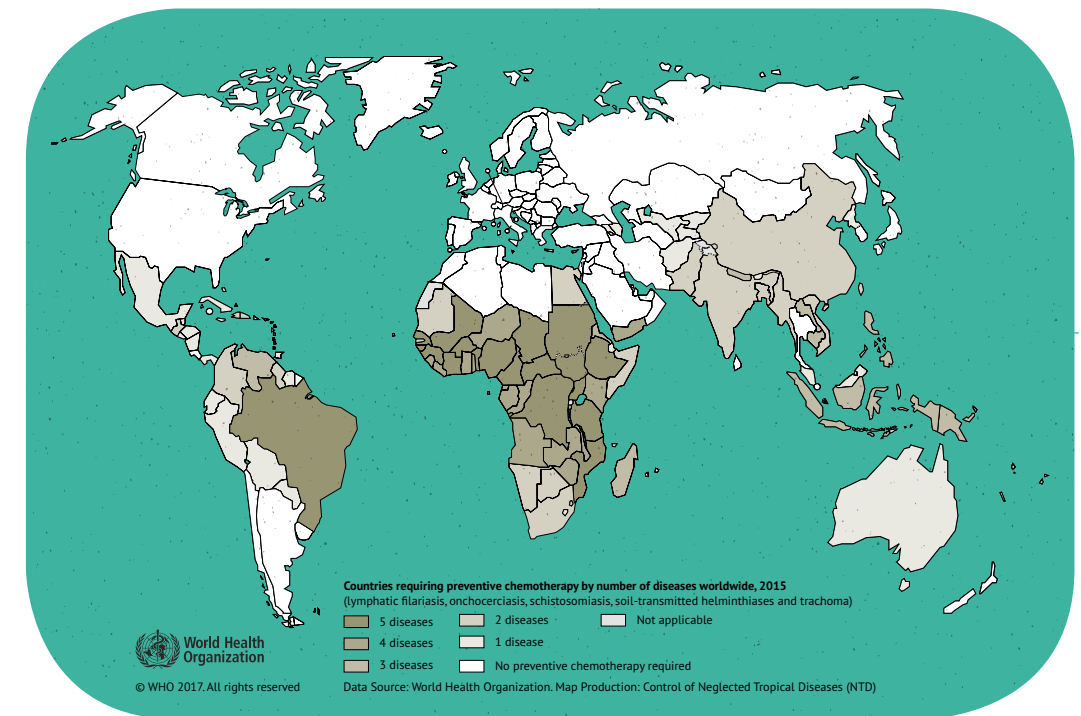 Countries requiring preventive chemotherapy by number of diseases worldwide, 2015
(lymphatic filariasis, onchocerciasis, schistosomiasis, soil-transmitted helminthiases and trachoma)
5 diseases
2 diseases
Not applicable
4 diseases
1 disease
3 diseases
No preventive chemotherapy required
World Health
Organization
© WHO 2017. All rights reserved
Data Source: World Health Organization. Map Production: Control of Neglected Tropical Diseases (NTD)